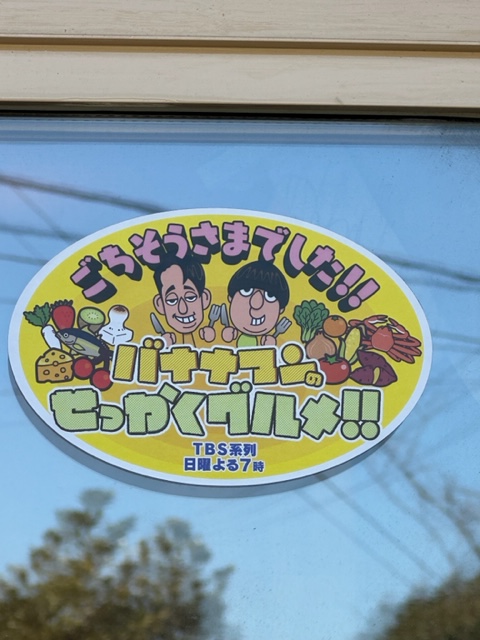 ごちそうさまでした!!
バナナマンの
せっかくグルメ!!
TBS系列
日曜よる7時